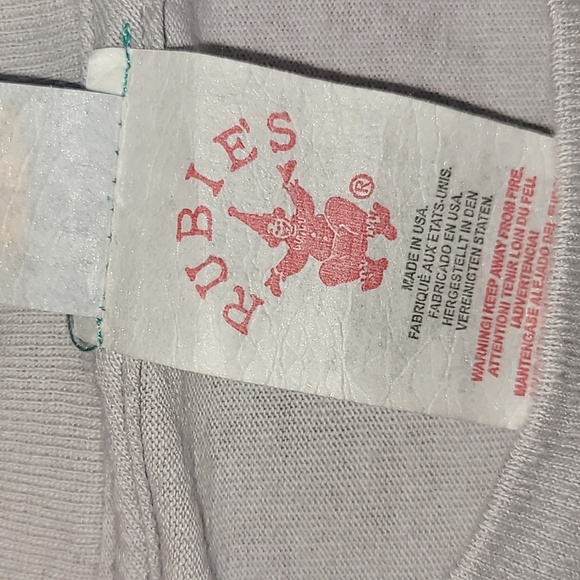 RUBIE'S
®
MADE IN USA.
FABRIQUÉ AUX ETATS-UNIS.
FABRICADO EN USA.
HERGESTELLT IN DEN
VEREINIGTEN STATEN.
WARNING! KEEP AWAY FROM FIRE.
ATTENTION! TENIR LOIN DU FEU.
¡ADVERTENCIA!
MANTENGASE ALEJADO DEL